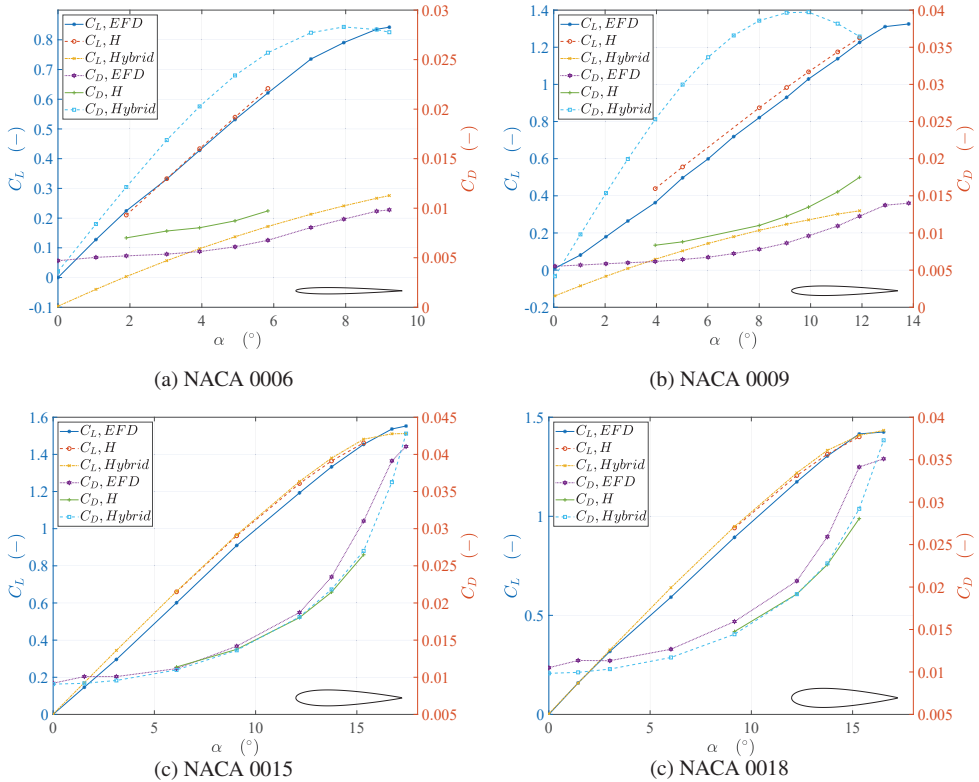 C_L, EFD
C_L, H
C_L, Hybrid
C_D, EFD
C_D, H
C_D, Hybrid
0.8
0.7
0.6
0.5
0.4
0.3
0.2
0.1
0
-0.1
C_L (−)
0.03
0.025
0.02
0.015
0.01
0.005
0
C_D (−)
0 2 4 6 8 10
α (°)
(a) NACA 0006
C_L, EFD
C_L, H
C_L, Hybrid
C_D, EFD
C_D, H
C_D, Hybrid
1.4
1.2
1
0.8
0.6
0.4
0.2
0
-0.2
C_L (−)
0.04
0.035
0.03
0.025
0.02
0.015
0.01
0.005
0
C_D (−)
0 2 4 6 8 10 12 14
α (°)
(b) NACA 0009
C_L, EFD
C_L, H
C_L, Hybrid
C_D, EFD
C_D, H
C_D, Hybrid
1.6
1.4
1.2
1
0.8
0.6
0.4
0.2
0
C_L (−)
0.045
0.04
0.035
0.03
0.025
0.02
0.015
0.01
0.005
C_D (−)
0 5 10 15
α (°)
(c) NACA 0015
C_L, EFD
C_L, H
C_L, Hybrid
C_D, EFD
C_D, H
C_D, Hybrid
1.5
1
0.5
0
C_L (−)
0.04
0.035
0.03
0.025
0.02
0.015
0.01
0.005
C_D (−)
0 5 10 15
α (°)
(c) NACA 0018